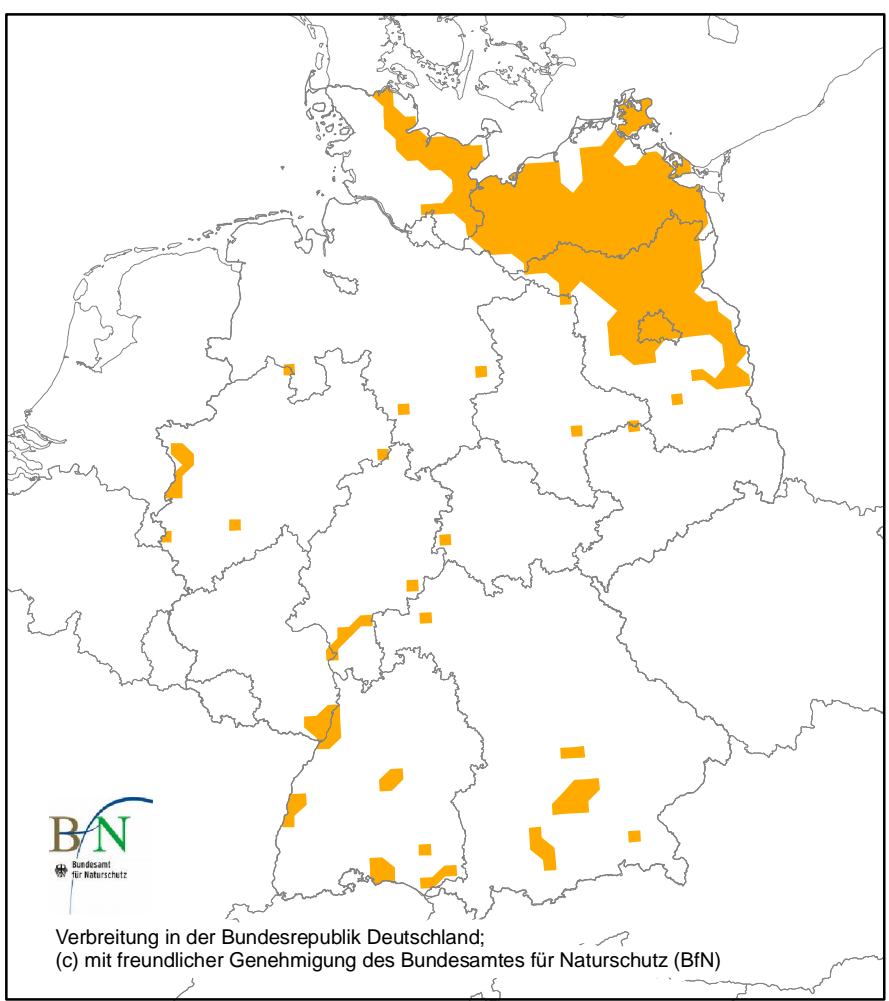 BfN
Bundesamt
für Naturschutz
Verbreitung in der Bundesrepublik Deutschland;
(c) mit freundlicher Genehmigung des Bundesamtes für Naturschutz (BfN)